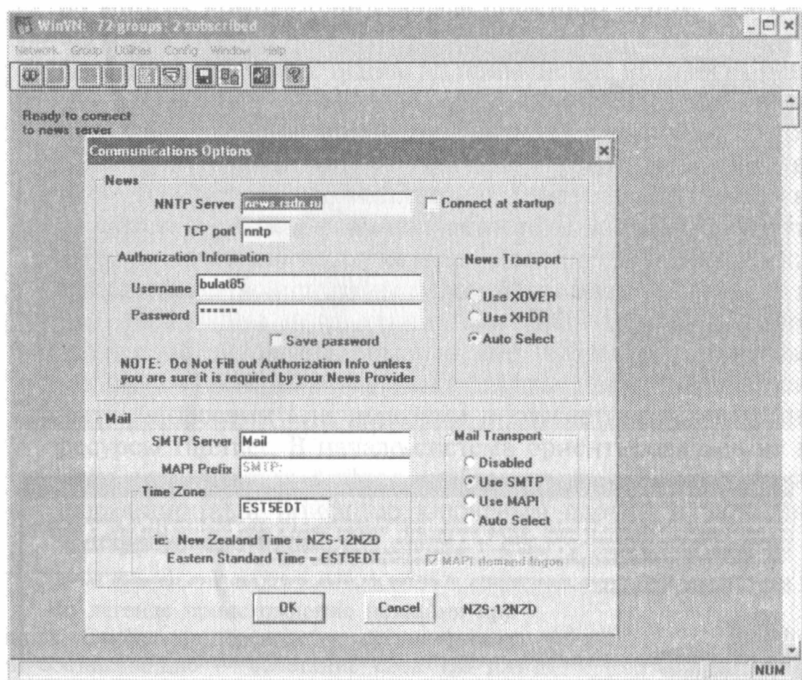 WinVN: 72 groups; 2 subscribed
Network Group Utilities Config Window Help
Ready to connect
to news server
Communications Options
News
NNTP Server news.rsdn.ru Connect at startup
TCP port nntp
Authorization Information
Username bulat85
Password ******
Save password
NOTE: Do Not Fill out Authorization Info unless
you are sure it is required by your News Provider
News Transport
Use XOVER
Use XHDR
Auto Select
Mail
SMTP Server Mail
MAPI Prefix SMTP:
Time Zone
EST5EDT
ie: New Zealand Time = NZS-12NZD
Eastern Standard Time = EST5EDT
Mail Transport
Disabled
Use SMTP
Use MAPI
Auto Select
MAPI demand logon
OK Cancel NZS-12NZD
NUM